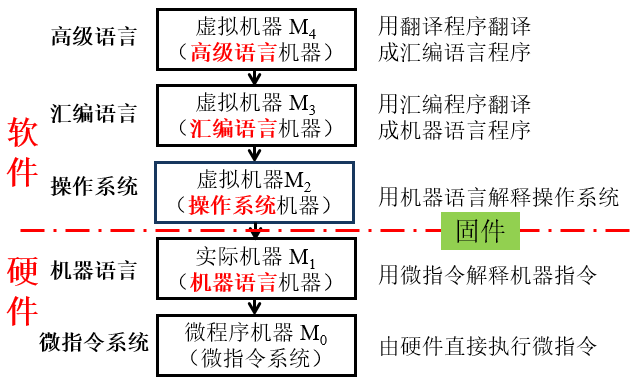 高级语言
虚拟机器 M4
（高级语言机器）
用翻译程序翻译
成汇编语言程序
软件
汇编语言
虚拟机器 M3
（汇编语言机器）
用汇编程序翻译
成机器语言程序
操作系统
虚拟机器M2
（操作系统机器）
用机器语言解释操作系统
固件
硬件
机器语言
实际机器 M1
（机器语言机器）
用微指令解释机器指令
微指令系统
微程序机器 M0
（微指令系统）
由硬件直接执行微指令